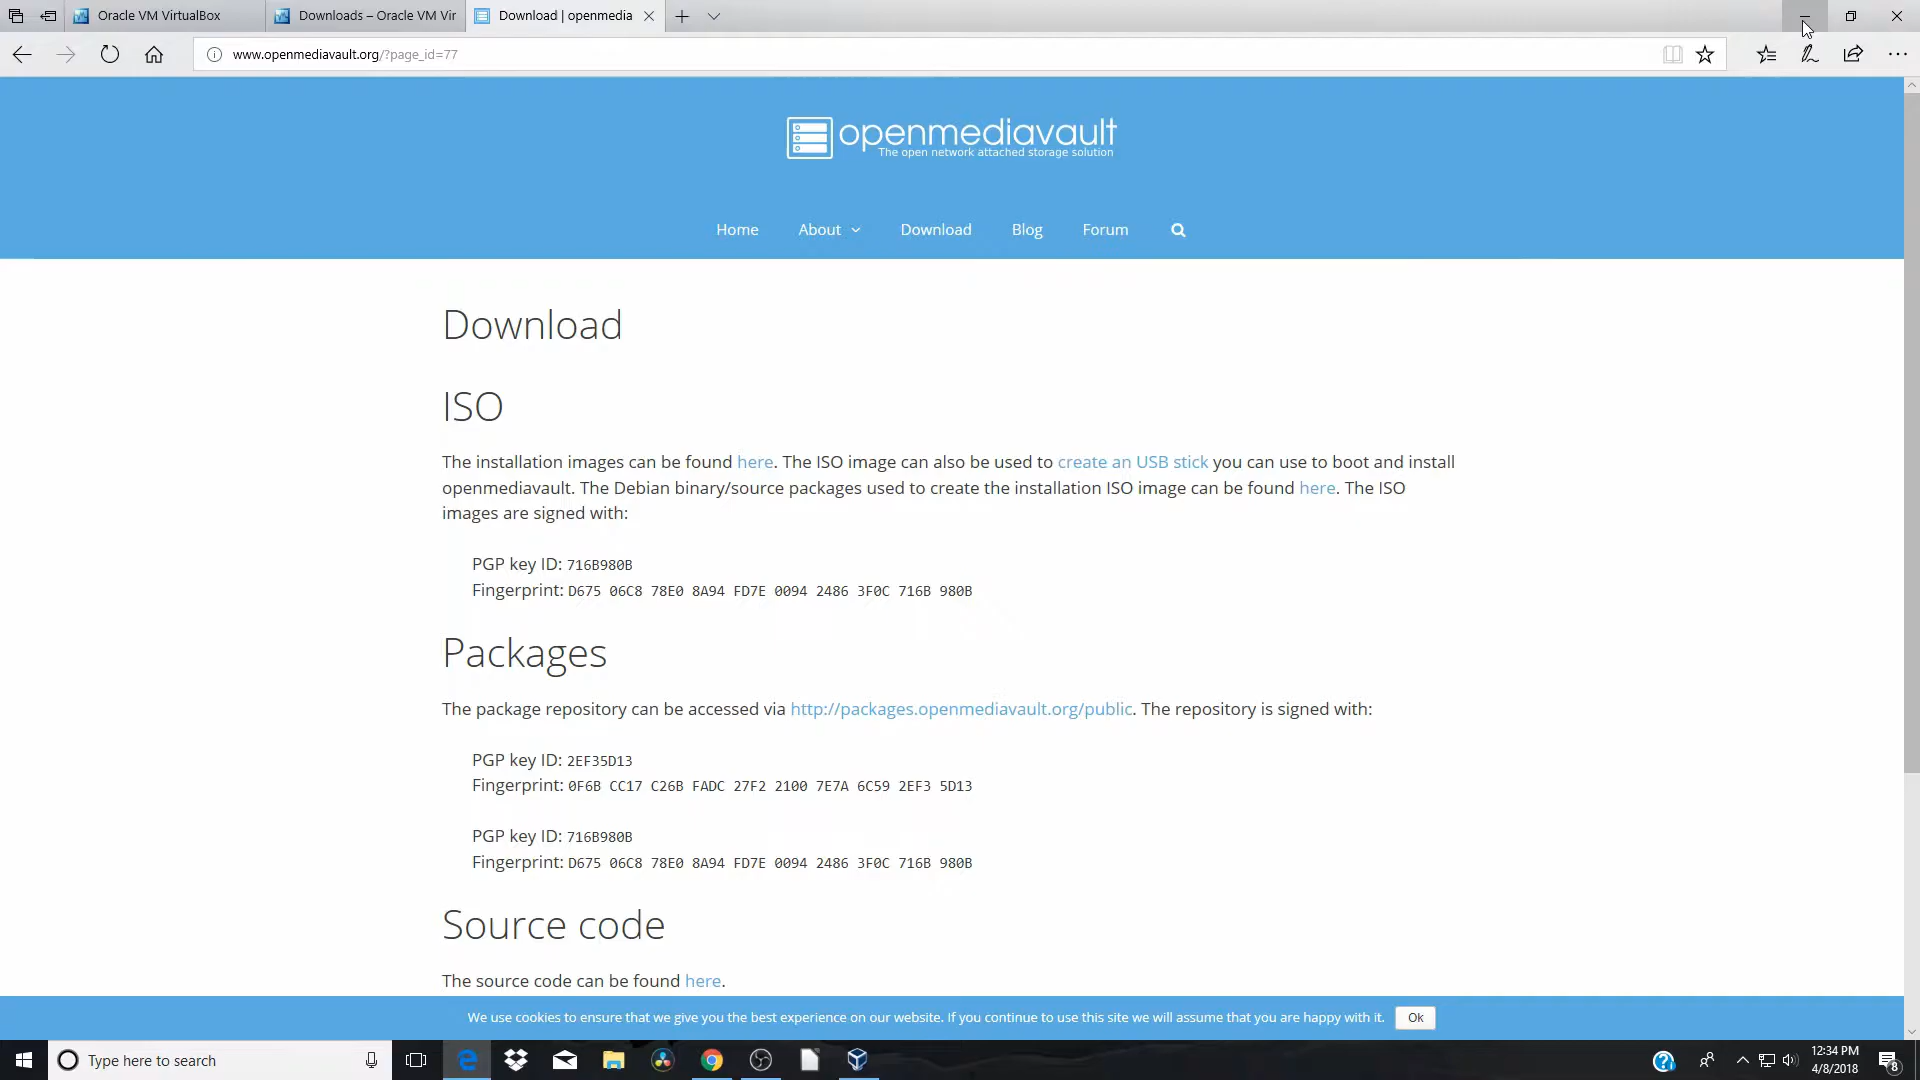 Oracle VM VirtualBox
Downloads – Oracle VM Vir
Download | openmedia
www.openmediavault.org/?page_id=77
openmediavault
The open network attached storage solution
Home
About
Download
Blog
Forum
Download
ISO
The installation images can be found here. The ISO image can also be used to create an USB stick you can use to boot and install
openmediavault. The Debian binary/source packages used to create the installation ISO image can be found here. The ISO
images are signed with:
PGP key ID: 716B980B
Fingerprint: D675 06C8 78E0 8A94 FD7E 0094 2486 3F0C 716B 980B
Packages
The package repository can be accessed via http://packages.openmediavault.org/public. The repository is signed with:
PGP key ID: 2EF35D13
Fingerprint: 0F6B CC17 C26B FADC 27F2 2100 7E7A 6C59 2EF3 5D13
PGP key ID: 716B980B
Fingerprint: D675 06C8 78E0 8A94 FD7E 0094 2486 3F0C 716B 980B
Source code
The source code can be found here.
We use cookies to ensure that we give you the best experience on our website. If you continue to use this site we will assume that you are happy with it.
Ok
Type here to search
12:34 PM
4/8/2018
8